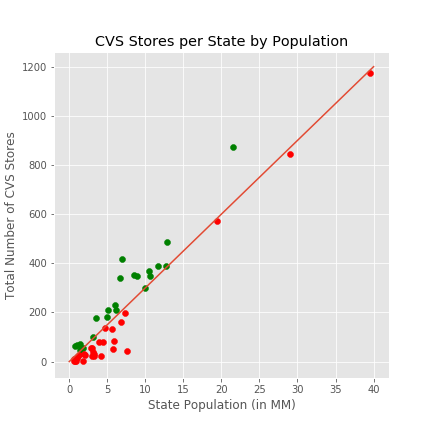 CVS Stores per State by Population
1200
1000
800
600
400
200
0
Total Number of CVS Stores
0 5 10 15 20 25 30 35 40
State Population (in MM)